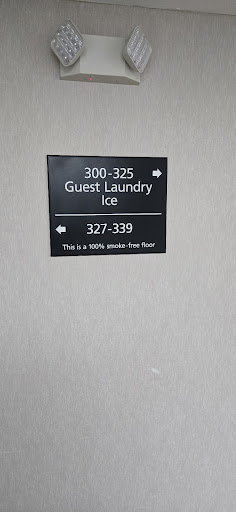 300-325
Guest Laundry
Ice
327-339
This is a 100% smoke-free floor